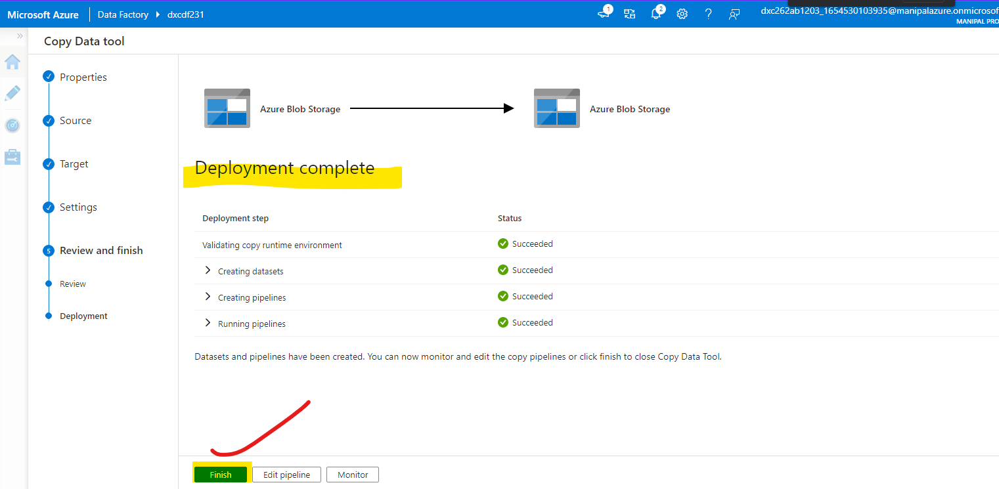 Microsoft Azure Data Factory dxcdf231 1 2 dxc262ab1203_1654530103935@manipalazure.onmicrosof
MANIPAL PRO
Copy Data tool
Properties
Source
Target
Settings
5 Review and finish
Review
Deployment
Azure Blob Storage Azure Blob Storage
Deployment complete
Deployment step Status
Validating copy runtime environment Succeeded
Creating datasets Succeeded
Creating pipelines Succeeded
Running pipelines Succeeded
Datasets and pipelines have been created. You can now monitor and edit the copy pipelines or click finish to close Copy Data Tool.
Finish Edit pipeline Monitor